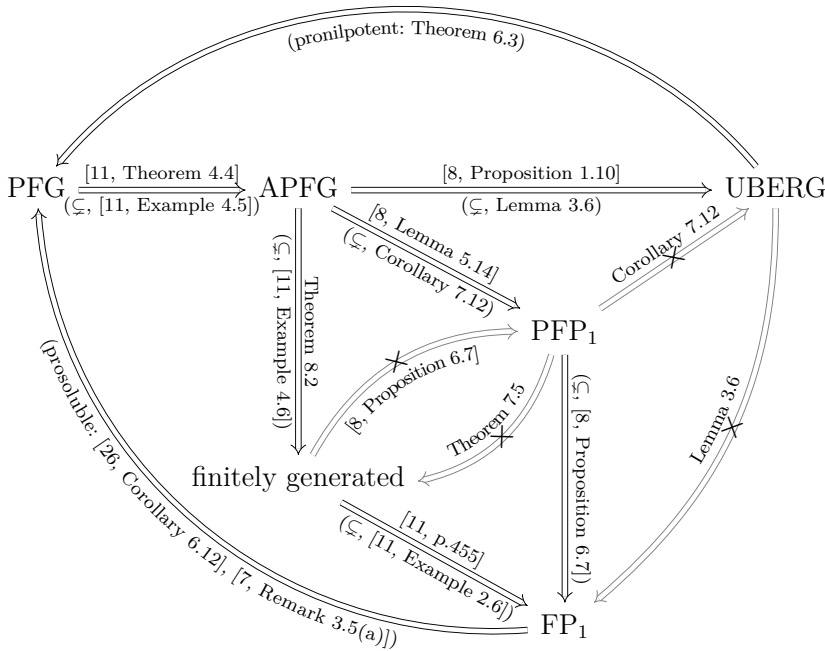 (pronilpotent: Theorem 6.3)
PFG
[11, Theorem 4.4]
(⊊, [11, Example 4.5])
APFG
[8, Proposition 1.10]
(⊊, Lemma 3.6)
UBERG
[8, Lemma 5.14]
(⊊, Corollary 7.12)
Corollary 7.12
Theorem 8.2
(⊊, [11, Example 4.6])
PFP₁
[8, Proposition 6.7]
Theorem 7.5
(⊊, [8, Proposition 6.7])
Lemma 3.6
finitely generated
[11, p.455]
(⊊, [11, Example 2.6])
(prosoluble: [26, Corollary 6.12], [7, Remark 3.5(a)])
FP₁